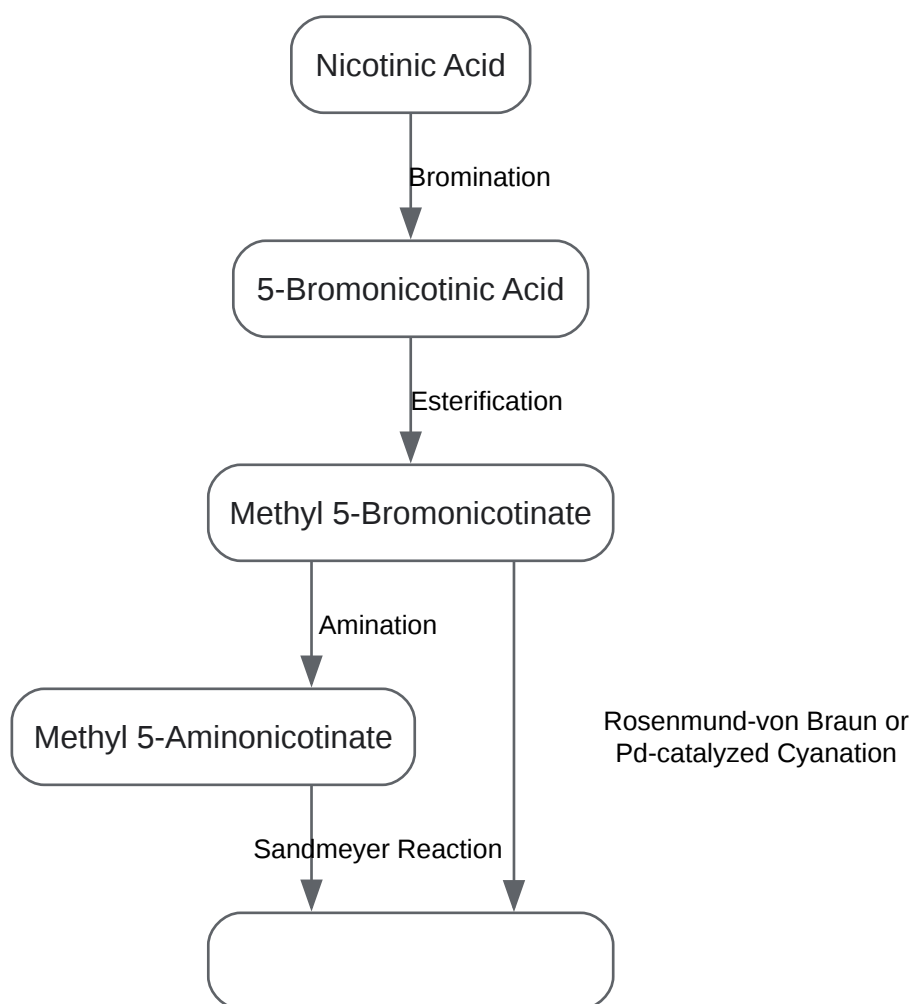 Nicotinic Acid
Bromination
5-Bromonicotinic Acid
Esterification
Methyl 5-Bromonicotinate
Amination
Methyl 5-Aminonicotinate
Rosenmund-von Braun or
Pd-catalyzed Cyanation
Sandmeyer Reaction